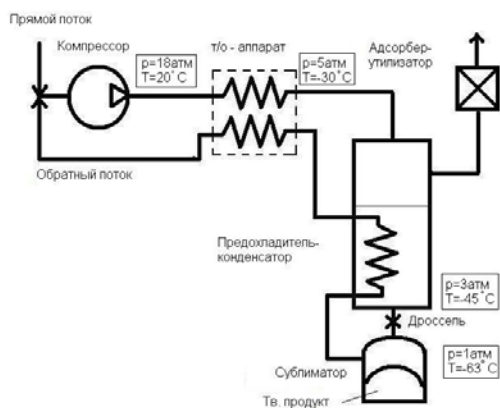 Прямой поток
Компрессор
p=18атм
T=20˚C
т/о - аппарат
p=5атм
T=-30˚C
Адсорбер-
утилизатор
Обратный поток
Предохладитель-
конденсатор
p=3атм
T=-45˚C
Дроссель
p=1атм
T=-63˚C
Сублиматор
Тв. продукт